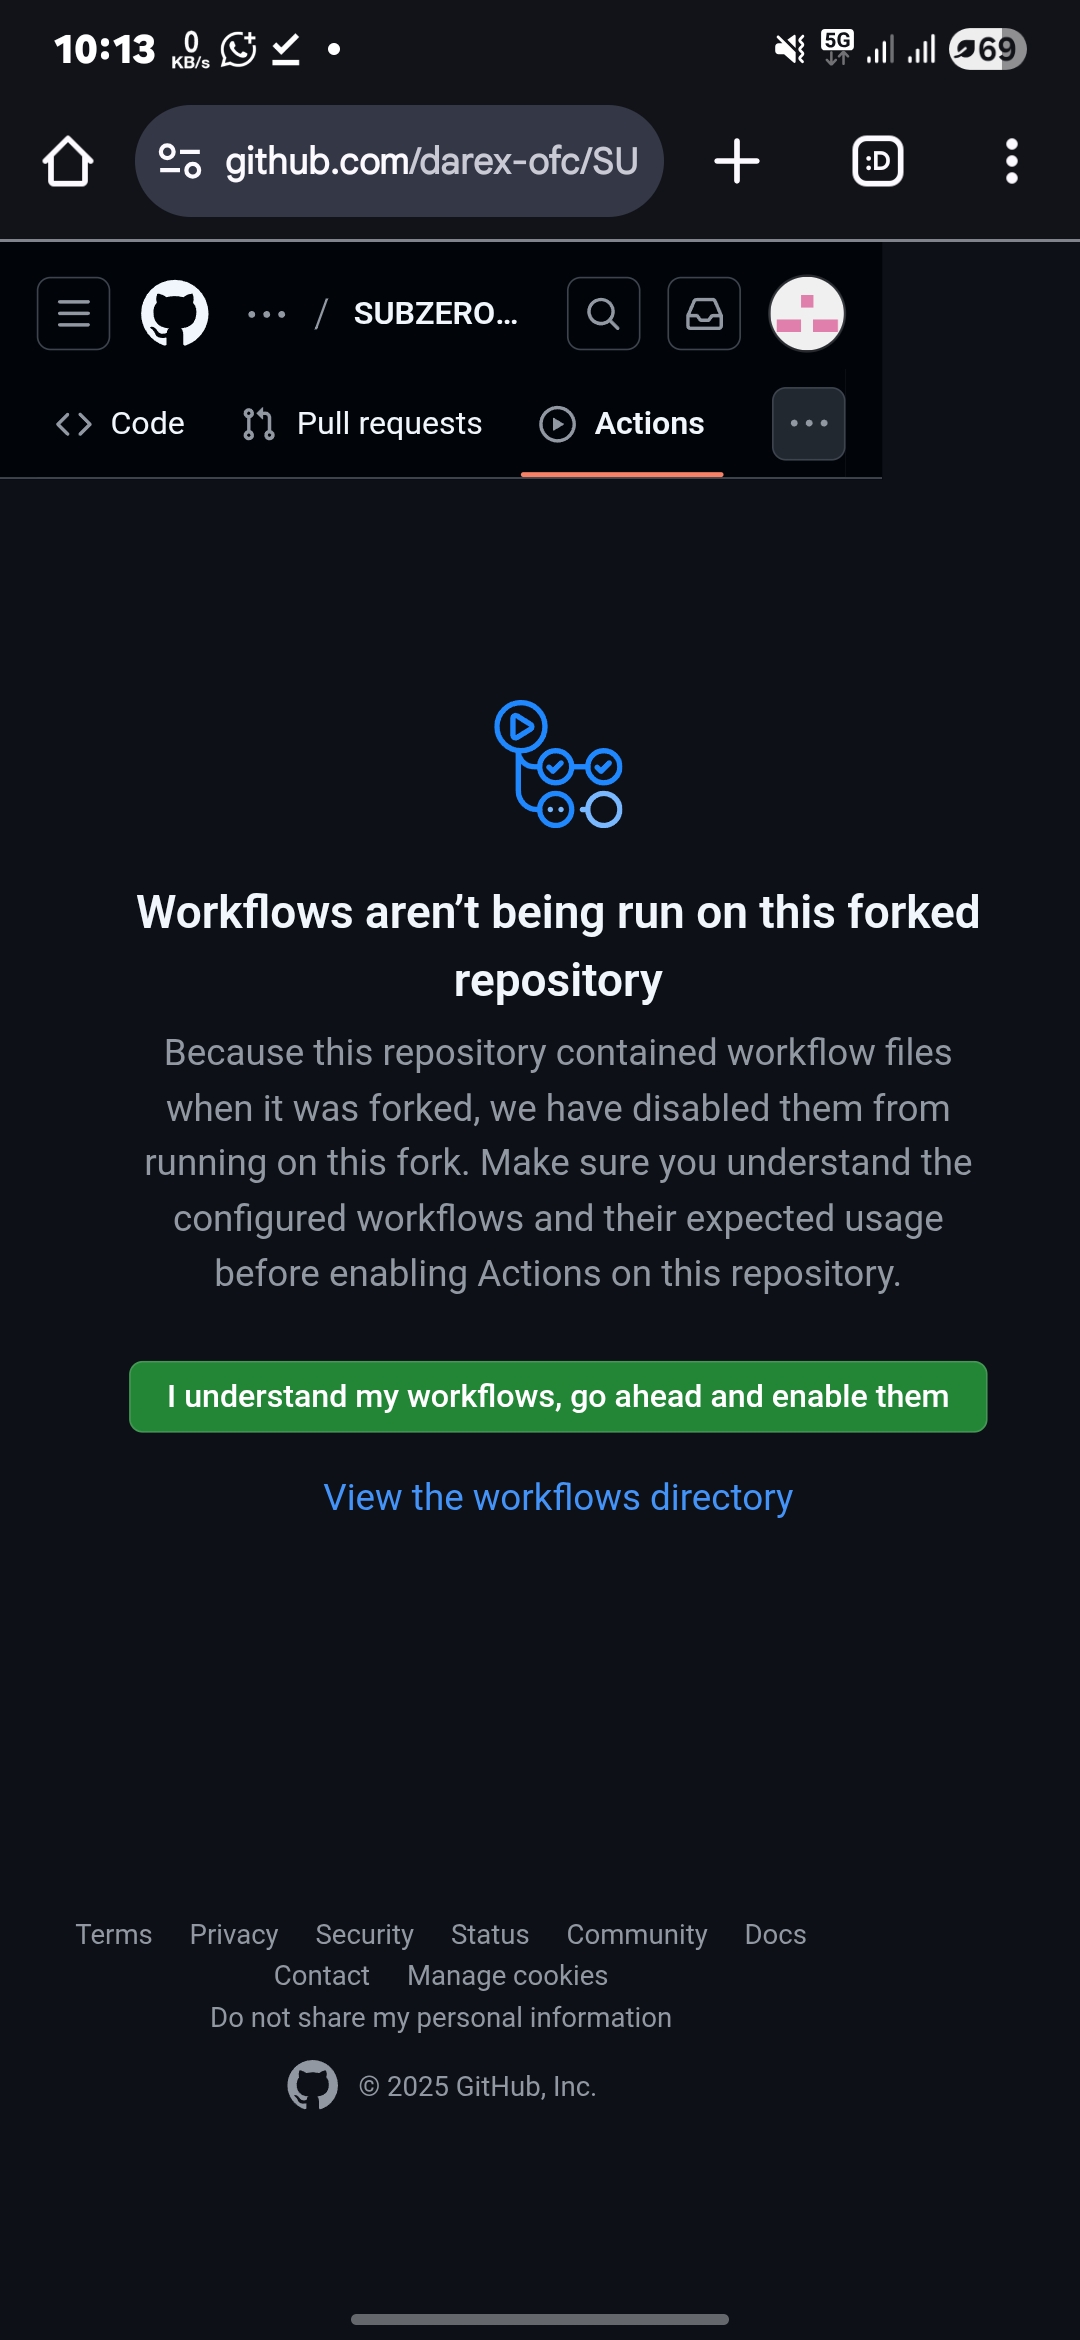 10:13 0 KB/s 5G 69
github.com/darex-ofc/SU :D
/ SUBZERO...
Code Pull requests Actions
Workflows aren’t being run on this forked
repository
Because this repository contained workflow files
when it was forked, we have disabled them from
running on this fork. Make sure you understand the
configured workflows and their expected usage
before enabling Actions on this repository.
I understand my workflows, go ahead and enable them
View the workflows directory
Terms Privacy Security Status Community Docs
Contact Manage cookies
Do not share my personal information
© 2025 GitHub, Inc.